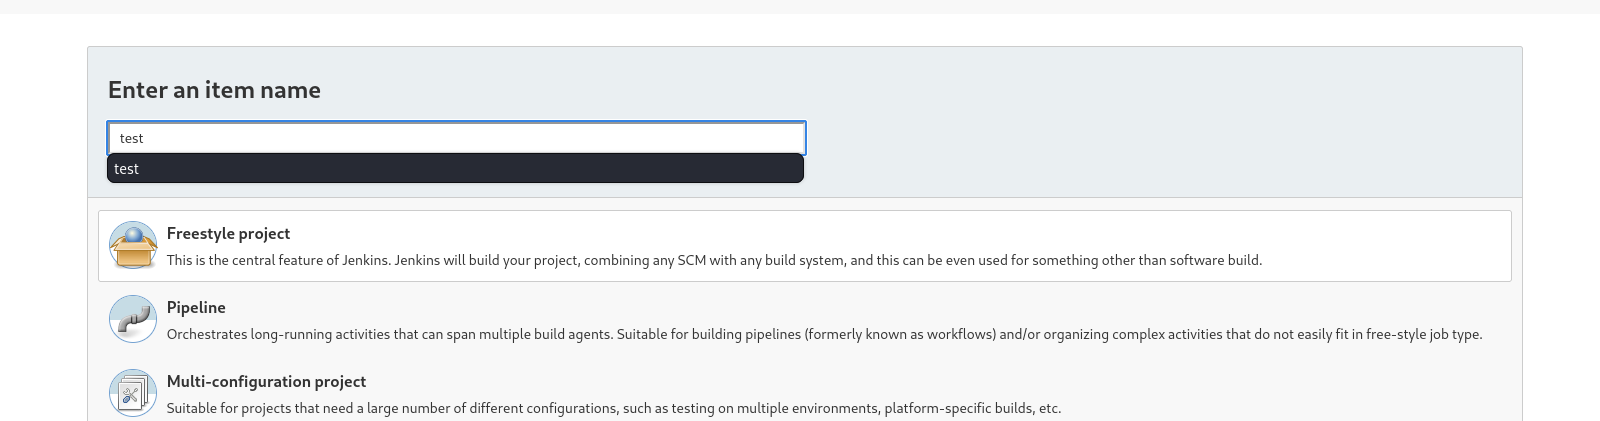 Enter an item name
test
test
Freestyle project
This is the central feature of Jenkins. Jenkins will build your project, combining any SCM with any build system, and this can be even used for something other than software build.
Pipeline
Orchestrates long-running activities that can span multiple build agents. Suitable for building pipelines (formerly known as workflows) and/or organizing complex activities that do not easily fit in free-style job type.
Multi-configuration project
Suitable for projects that need a large number of different configurations, such as testing on multiple environments, platform-specific builds, etc.